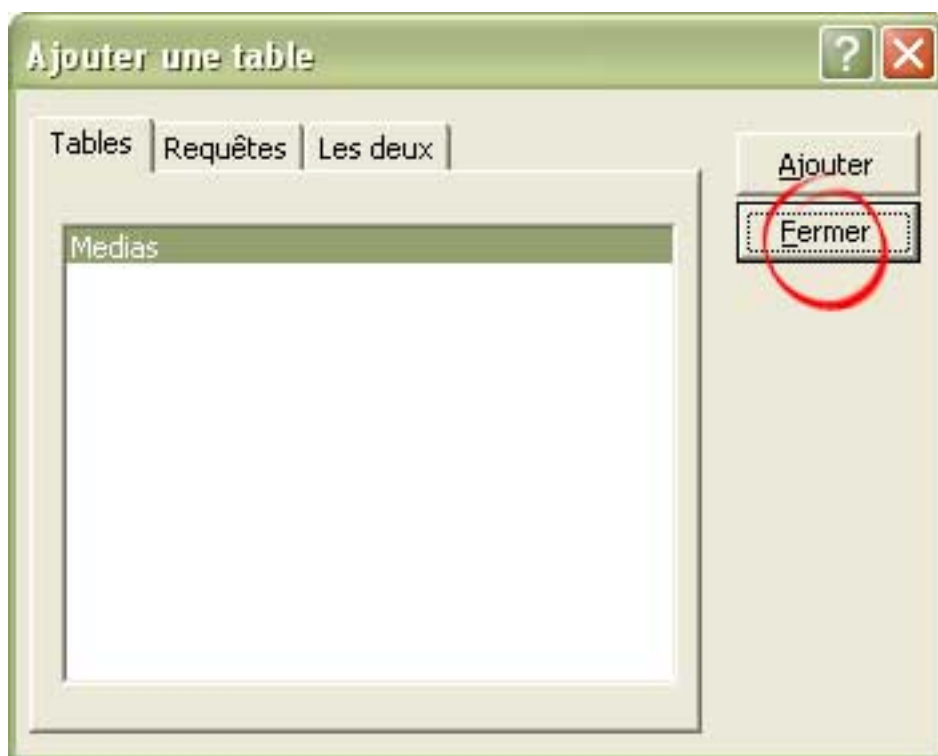 Ajouter une table
?
Tables Requêtes Les deux
Ajouter
Fermer
Medias